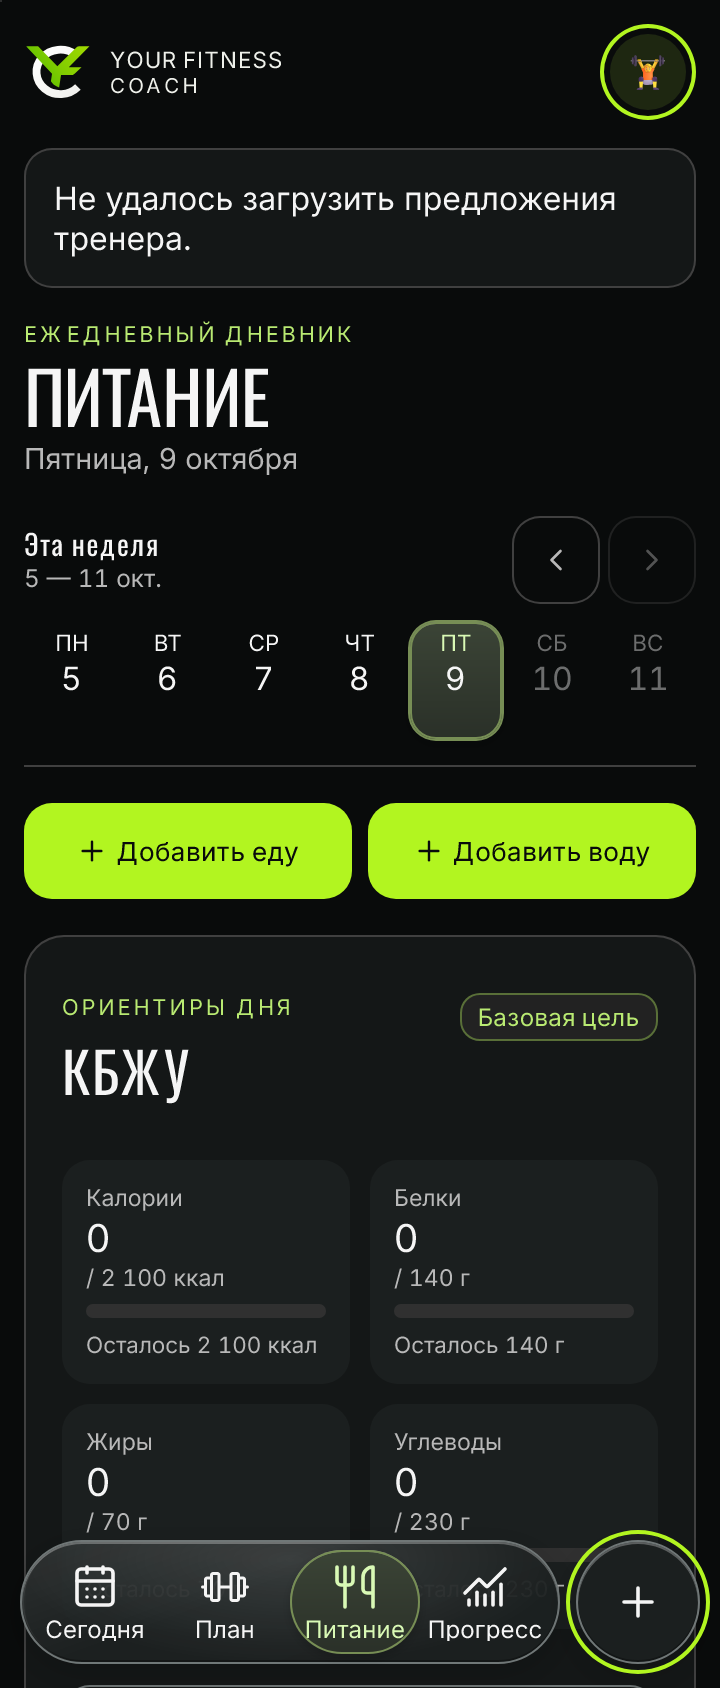 YOUR FITNESS
COACH
Не удалось загрузить предложения
тренера.
ЕЖЕДНЕВНЫЙ ДНЕВНИК
ПИТАНИЕ
Пятница, 9 октября
Эта неделя
5 — 11 окт.
ПН ВТ СР ЧТ ПТ СБ ВС
5 6 7 8 9 10 11
+ Добавить еду + Добавить воду
ОРИЕНТИРЫ ДНЯ
Базовая цель
КБЖУ
Калории Белки
0 0
/ 2 100 ккал / 140 г
Осталось 2 100 ккал Осталось 140 г
Жиры Углеводы
0 0
/ 70 г / 230 г
230 г
Сегодня План Питание Прогресс